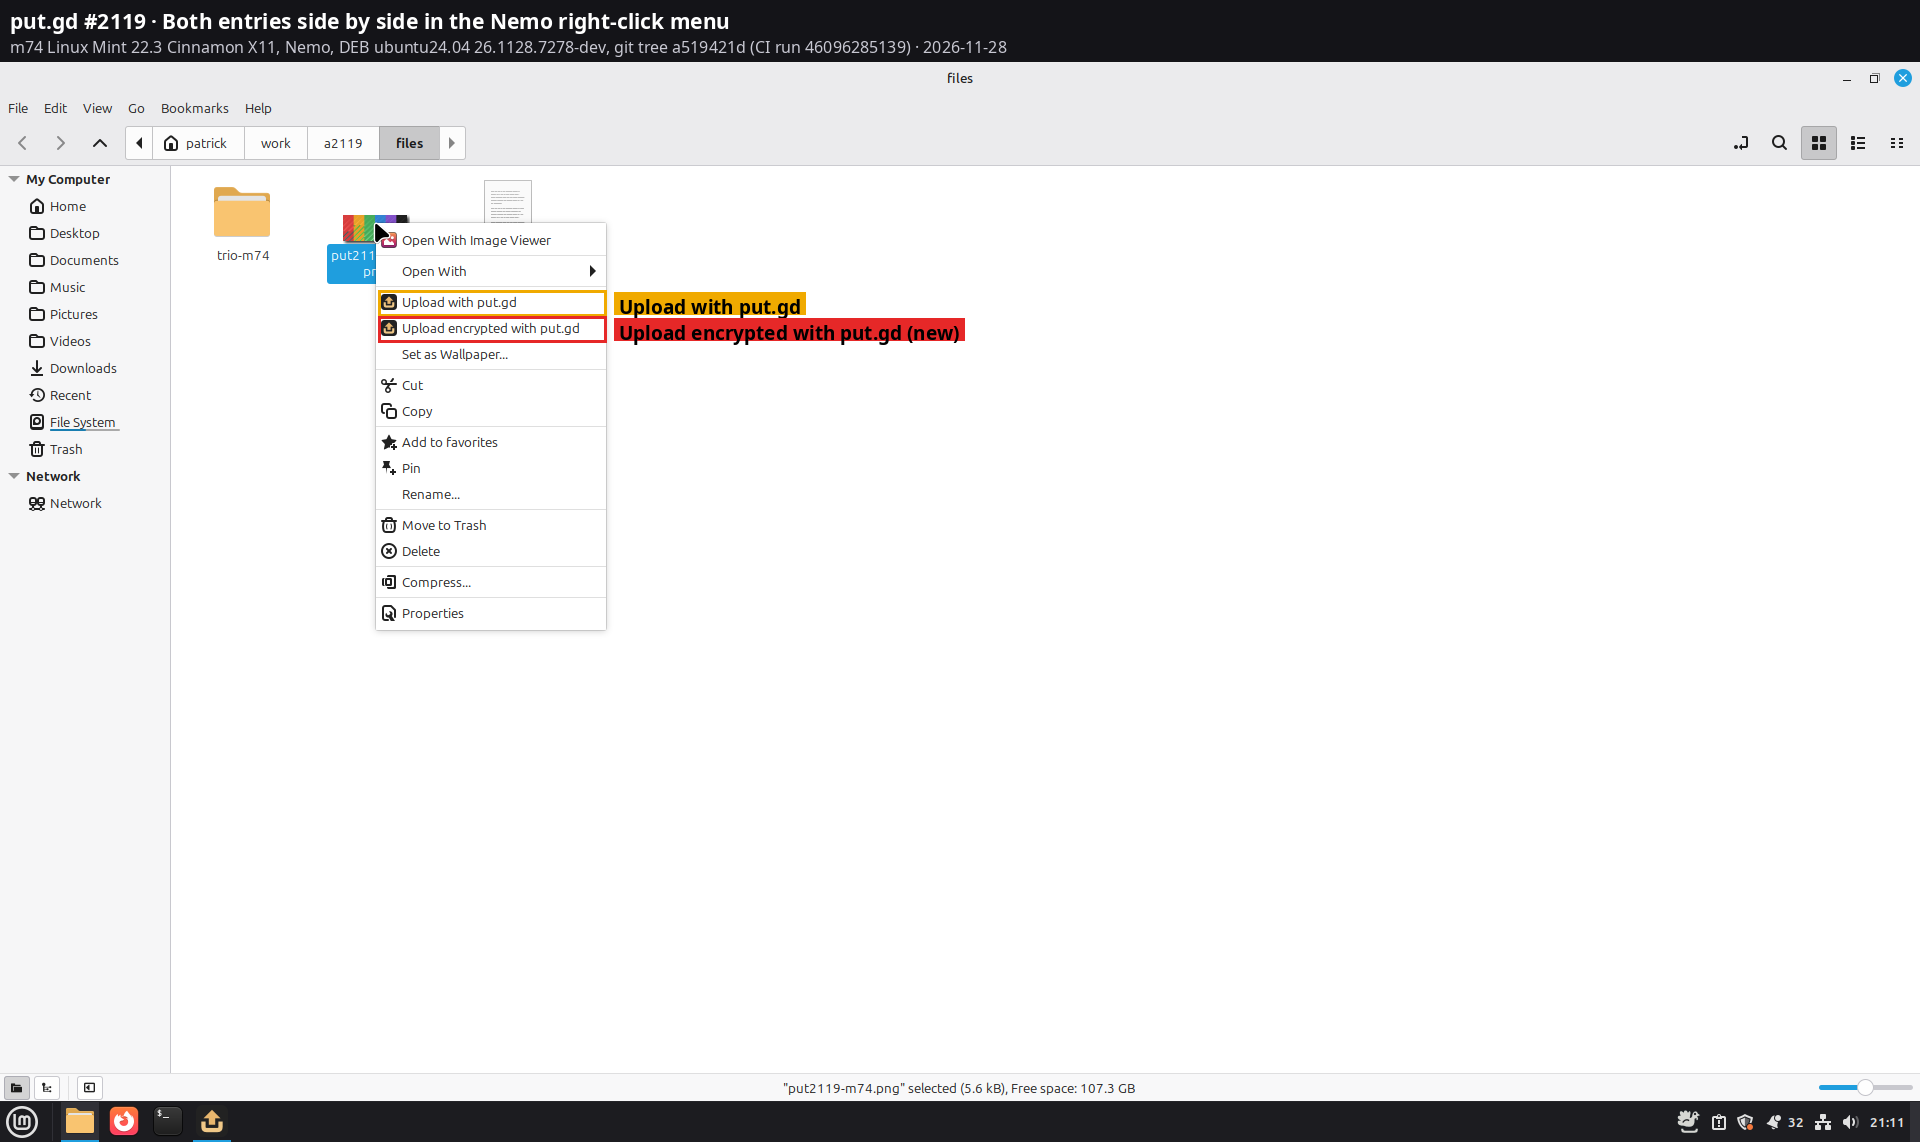 put.gd #2119 · Both entries side by side in the Nemo right-click menu
m74 Linux Mint 22.3 Cinnamon X11, Nemo, DEB ubuntu24.04 26.1128.7278-dev, git tree a519421d (CI run 46096285139) · 2026-11-28
files
File Edit View Go Bookmarks Help
patrick work a2119 files
My Computer
Home
Desktop
Documents
Music
Pictures
Videos
Downloads
Recent
File System
Trash
Network
Network
trio-m74
put211
pr
Open With Image Viewer
Open With
Upload with put.gd
Upload encrypted with put.gd
Set as Wallpaper...
Cut
Copy
Add to favorites
Pin
Rename...
Move to Trash
Delete
Compress...
Properties
Upload with put.gd
Upload encrypted with put.gd (new)
"put2119-m74.png" selected (5.6 kB), Free space: 107.3 GB
32 21:11